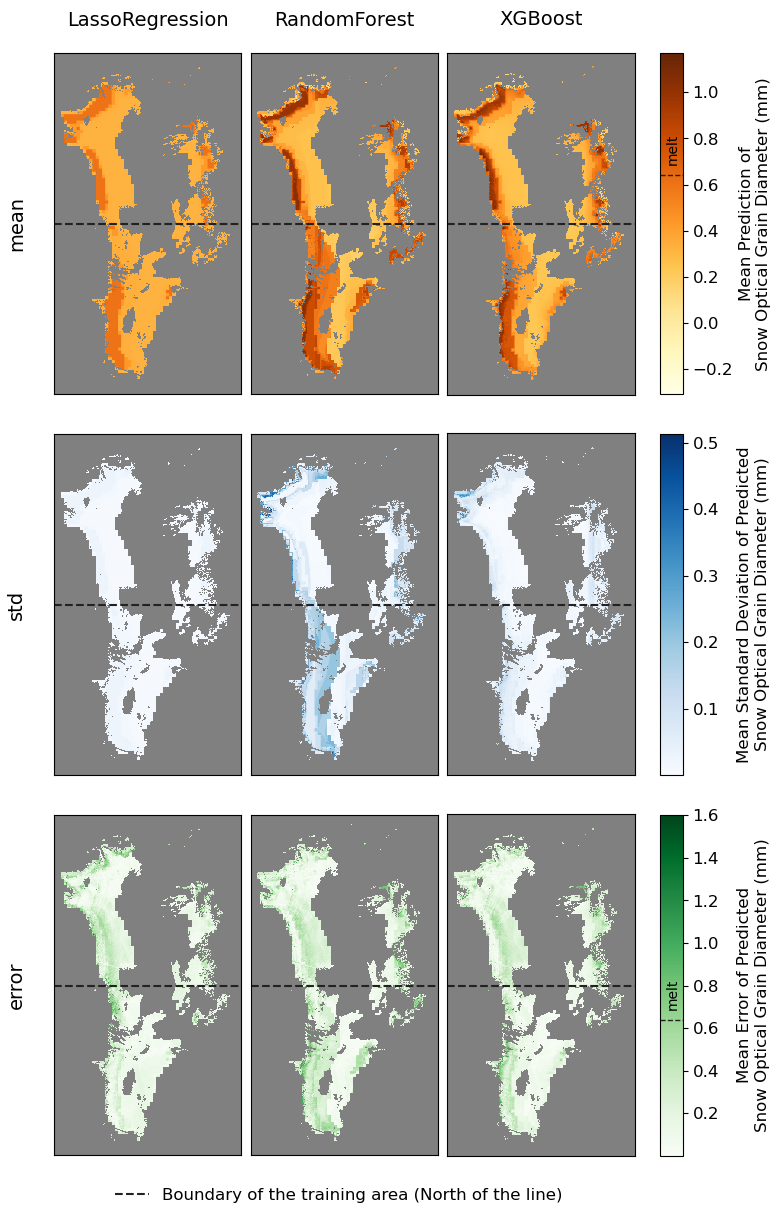 LassoRegression RandomForest XGBoost
mean
1.0
0.8
melt
0.6
0.4
0.2
0.0
−0.2
Mean Prediction of
Snow Optical Grain Diameter (mm)
std
0.5
0.4
0.3
0.2
0.1
Mean Standard Deviation of Predicted
Snow Optical Grain Diameter (mm)
error
1.6
1.4
1.2
1.0
0.8
melt
0.6
0.4
0.2
Mean Error of Predicted
Snow Optical Grain Diameter (mm)
Boundary of the training area (North of the line)